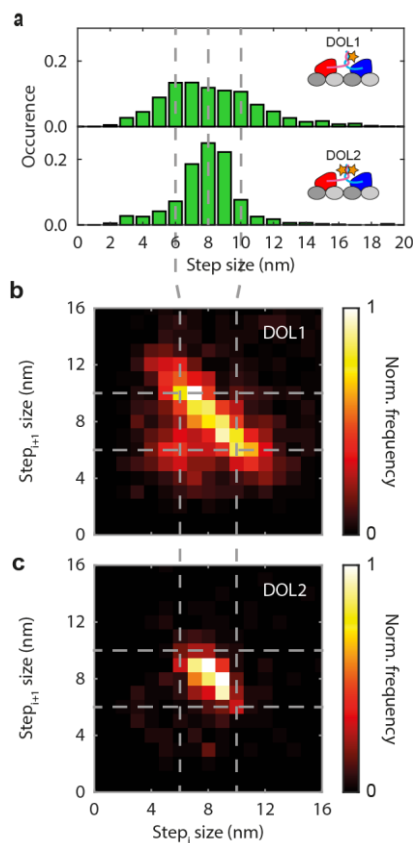 a
DOL1
0.2
0.0
DOL2
0.2
0.0
Occurence
0 2 4 6 8 10 12 14 16 18 20
Step size (nm)
b
DOL1
16
12
8
4
0
Stepi+1 size (nm)
1
0
Norm. frequency
c
DOL2
16
12
8
4
0
Stepi+1 size (nm)
0 4 8 12 16
Stepi size (nm)
1
0
Norm. frequency